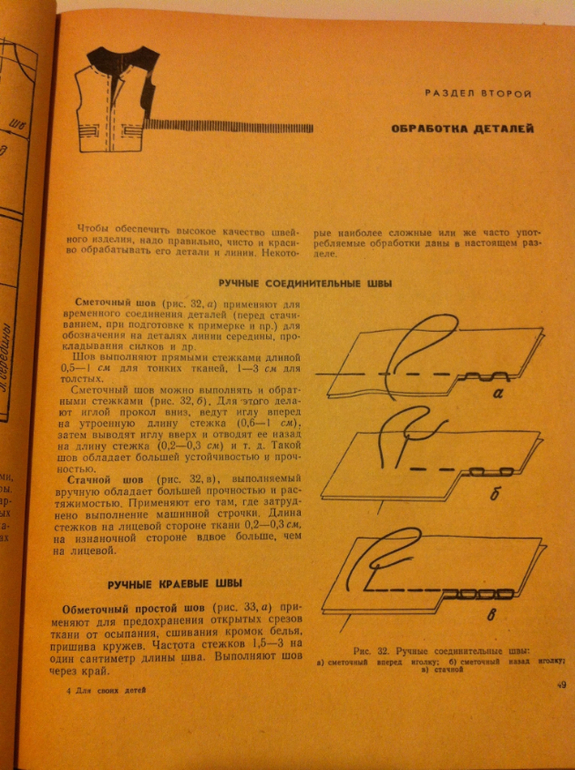 РАЗДЕЛ ВТОРОЙ
ОБРАБОТКА ДЕТАЛЕЙ
Чтобы обеспечить высокое качество швей-
ного изделия, надо правильно, чисто и краси-
во обрабатывать его детали и линии. Некото-
рые наиболее сложные или же часто упот-
ребляемые обработки даны в настоящем раз-
деле.
РУЧНЫЕ СОЕДИНИТЕЛЬНЫЕ ШВЫ
Сметочный шов (рис. 32, а) применяют для
временного соединения деталей (перед стачи-
ванием, при подготовке к примерке и пр.) для
обозначения на деталях линии середины, про-
кладывания силков и др.
Шов выполняют прямыми стежками длиной
0,5—1 см для тонких тканей, 1—3 см для
толстых.
Сметочный шов можно выполнять и обрат-
ными стежками (рис. 32, б). Для этого дела-
ют иглой прокол вниз, ведут иглу вперед
на утроенную длину стежка (0,6—1 см),
затем выводят иглу вверх и отводят ее назад
на длину стежка (0,2—0,3 см) и т. д. Такой
шов обладает большей устойчивостью и проч-
ностью.
Стачной шов (рис. 32, в), выполняемый
вручную обладает большей прочностью и рас-
тяжимостью. Применяют его там, где затруд-
нено выполнение машинной строчки. Длина
стежков на лицевой стороне ткани 0,2—0,3 см,
на изнаночной стороне вдвое больше, чем
на лицевой.
РУЧНЫЕ КРАЕВЫЕ ШВЫ
Обметочный простой шов (рис. 33, а) при-
меняют для предохранения открытых срезов
ткани от осыпания, сшивания кромок белья,
пришива кружев. Частота стежков 1,5—3 на
один сантиметр длины шва. Выполняют шов
через край.
4 Для своих детей
а
б
в
Рис. 32. Ручные соединительные швы:
а) сметочный вперед иголку; б) сметочный назад иголку;
в) стачной
49
шв
л. середины